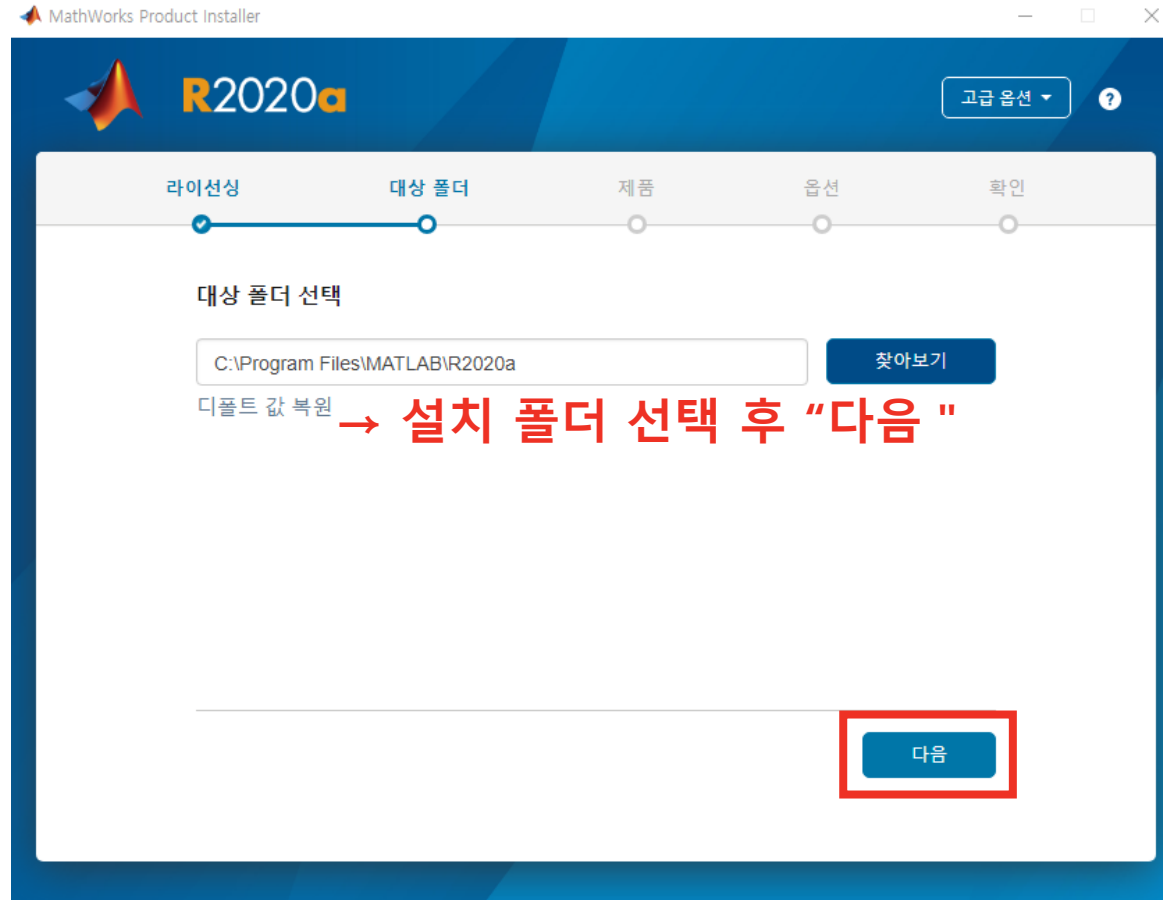 MathWorks Product Installer
R2020a
고급 옵션
?
라이선싱 대상 폴더 제품 옵션 확인
대상 폴더 선택
C:\Program Files\MATLAB\R2020a 찾아보기
디폴트 값 복원
→ 설치 폴더 선택 후 “다음 "
다음